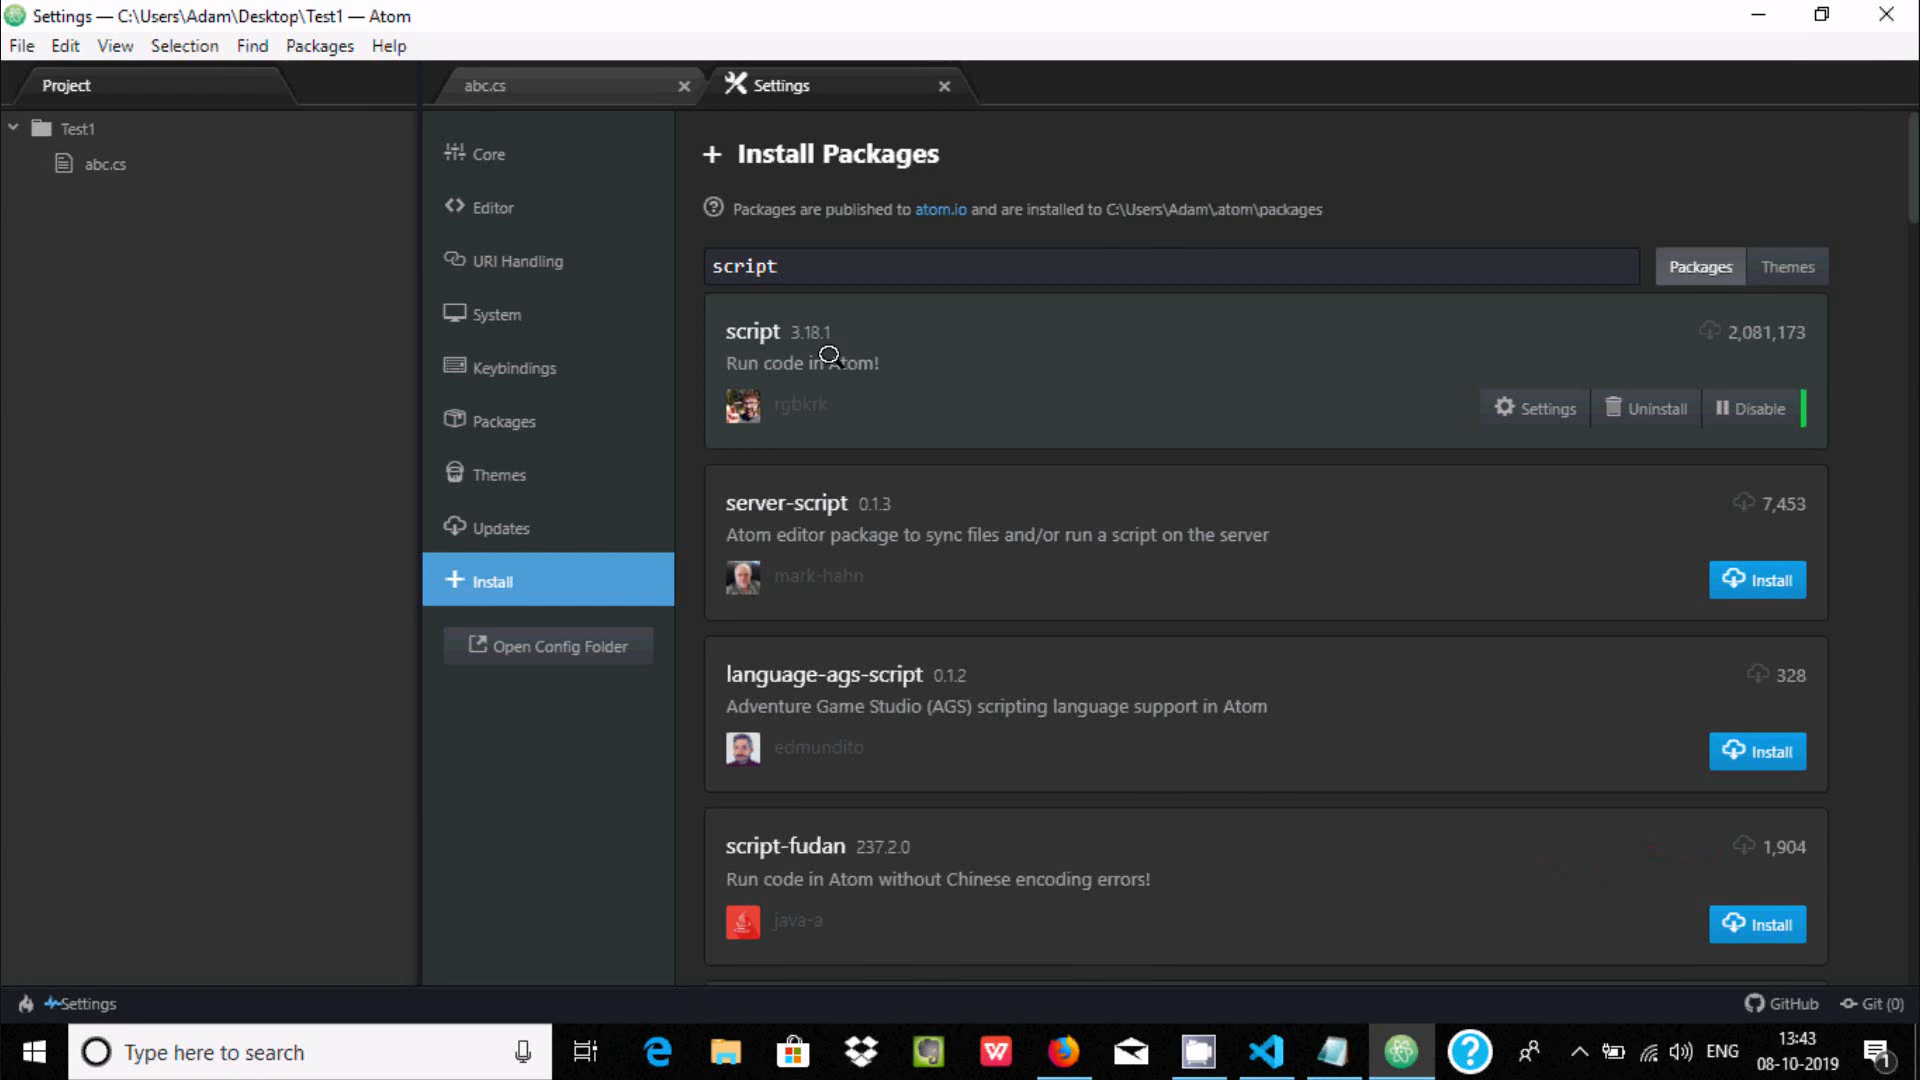 Settings — C:\Users\Adam\Desktop\Test1 — Atom
File Edit View Selection Find Packages Help
Project
Test1
abc.cs
abc.cs
Settings
Core
Editor
URI Handling
System
Keybindings
Packages
Themes
Updates
Install
Open Config Folder
Install Packages
Packages are published to atom.io and are installed to C:\Users\Adam\.atom\packages
script
Packages Themes
script 3.18.1
2,081,173
Run code in Atom!
rgbkrk
Settings Uninstall Disable
server-script 0.1.3
7,453
Atom editor package to sync files and/or run a script on the server
mark-hahn
Install
language-ags-script 0.1.2
328
Adventure Game Studio (AGS) scripting language support in Atom
edmundito
Install
script-fudan 237.2.0
1,904
Run code in Atom without Chinese encoding errors!
java-a
Install
Settings
GitHub Git (0)
Type here to search
ENG
13:43
08-10-2019
1